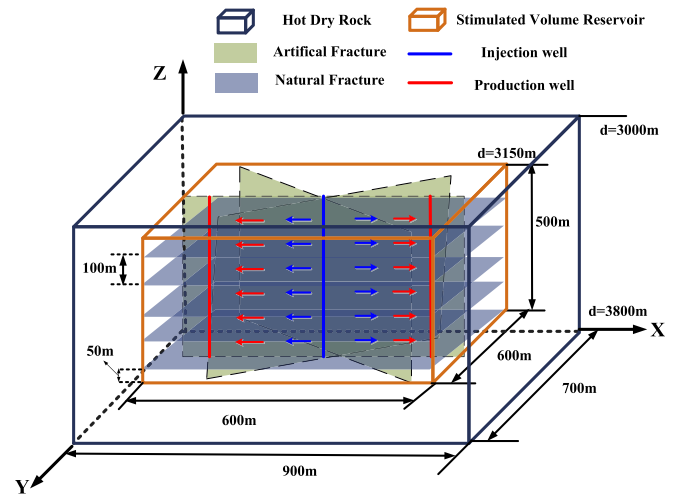 Hot Dry Rock
Stimulated Volume Reservoir
Artifical Fracture
Injection well
Natural Fracture
Production well
Z
d=3000m
d=3150m
500m
100m
d=3800m
X
50m
600m
600m
700m
900m
Y